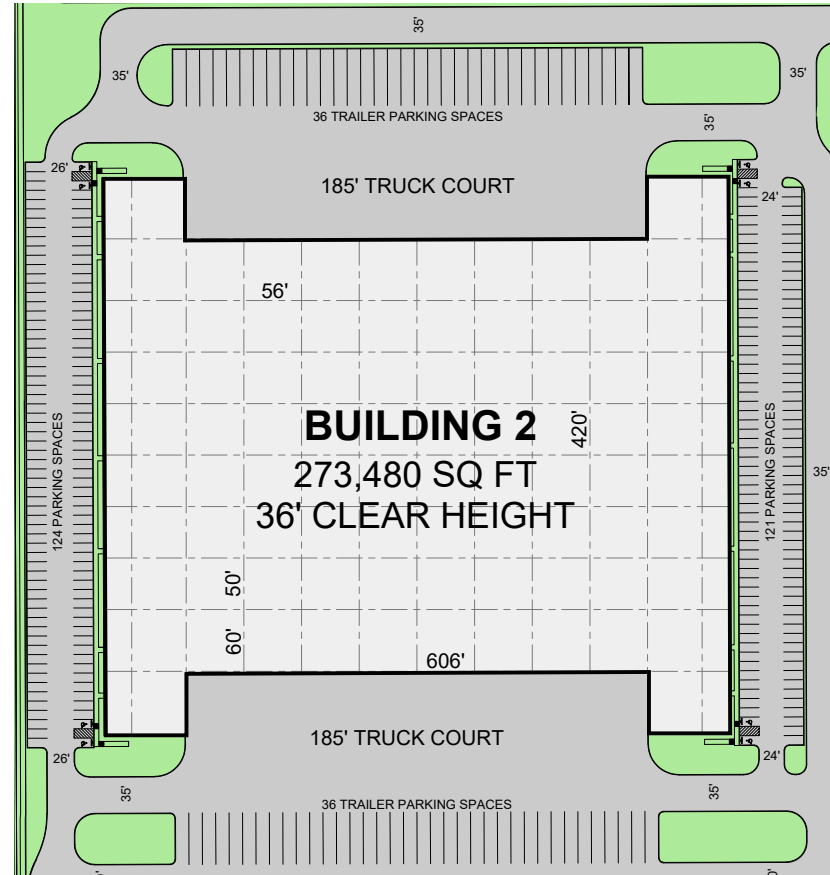 35'
35'
35'
36 TRAILER PARKING SPACES
35'
26'
185' TRUCK COURT
24'
56'
BUILDING 2
420'
273,480 SQ FT
36' CLEAR HEIGHT
124 PARKING SPACES
121 PARKING SPACES
35'
50'
60'
606'
185' TRUCK COURT
26'
24'
35'
35'
36 TRAILER PARKING SPACES